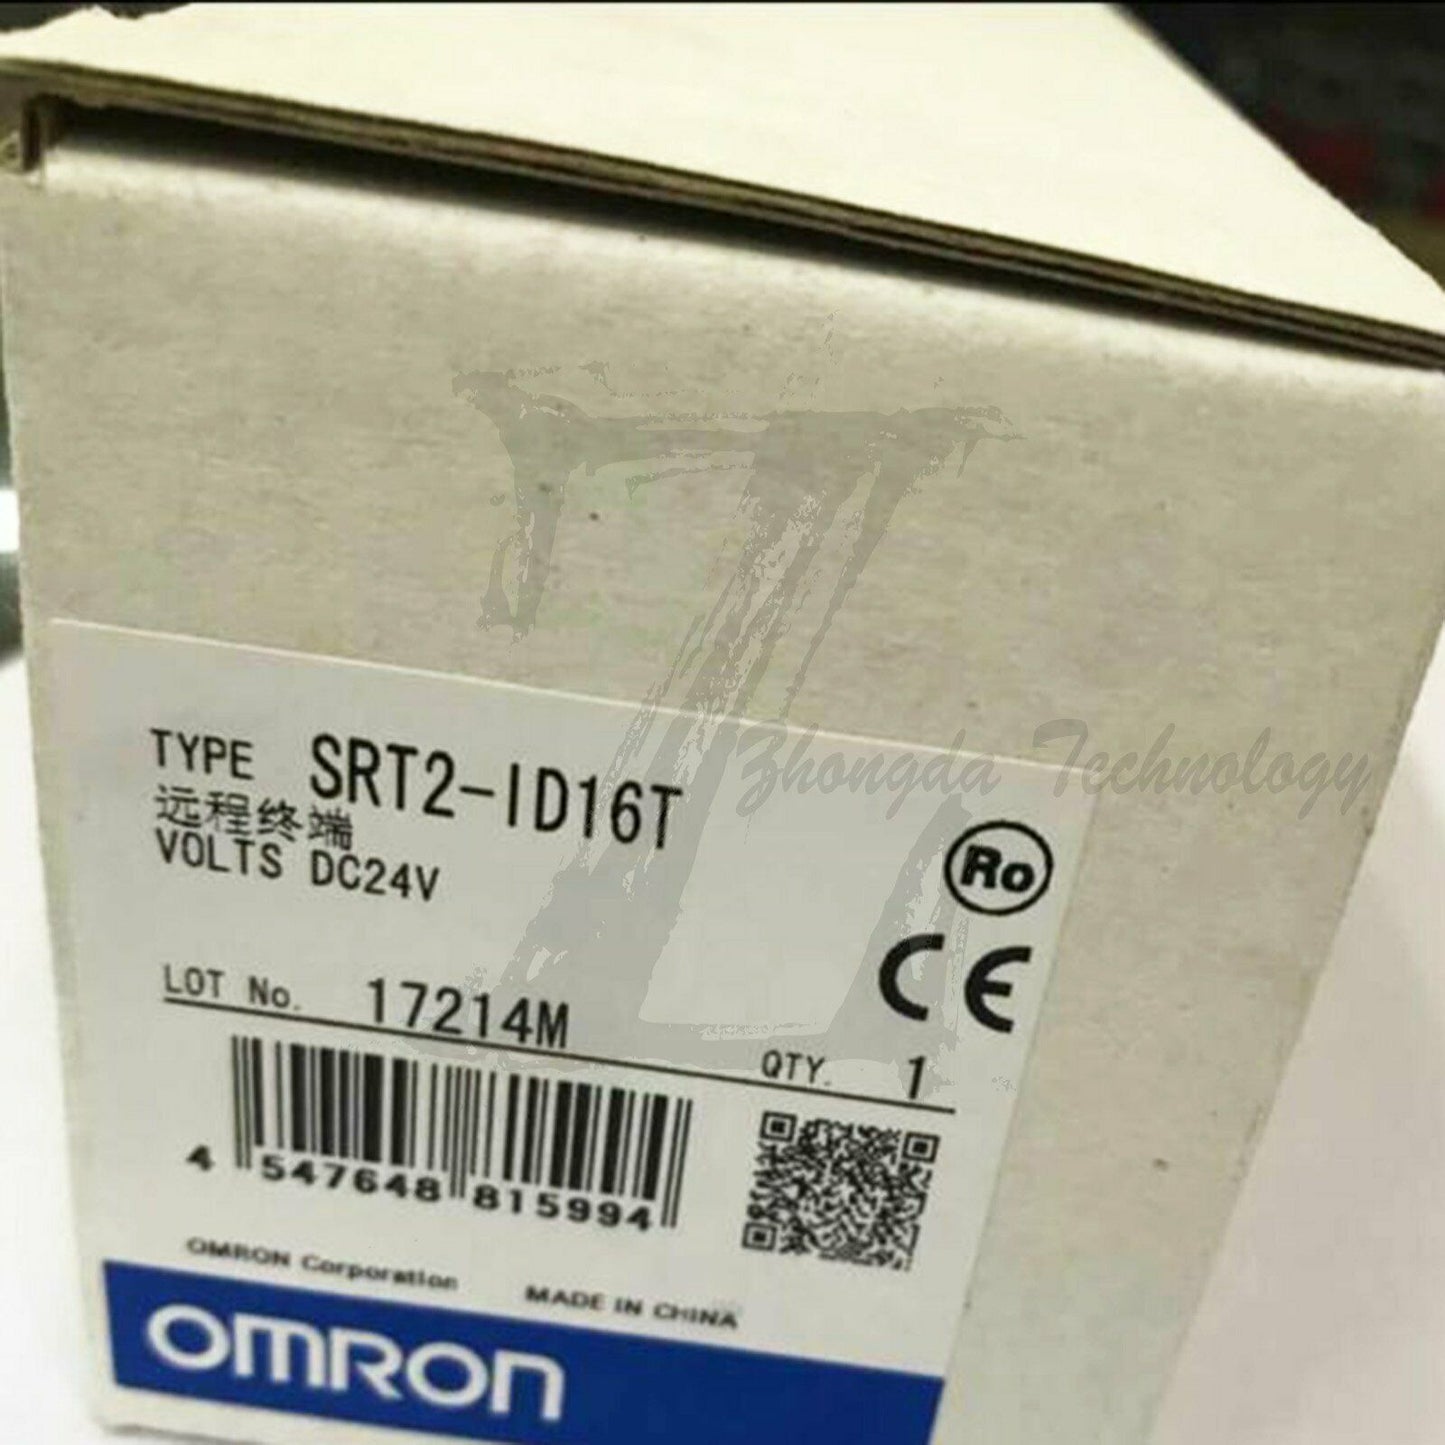 Zhongda Technology
TYPE SRT2-ID16T
远程终端
VOLTS DC24V
Ro
CE
LOT No. 17214M
QTY. 1
4 547648 815994
OMRON Corporation MADE IN CHINA
OMRON